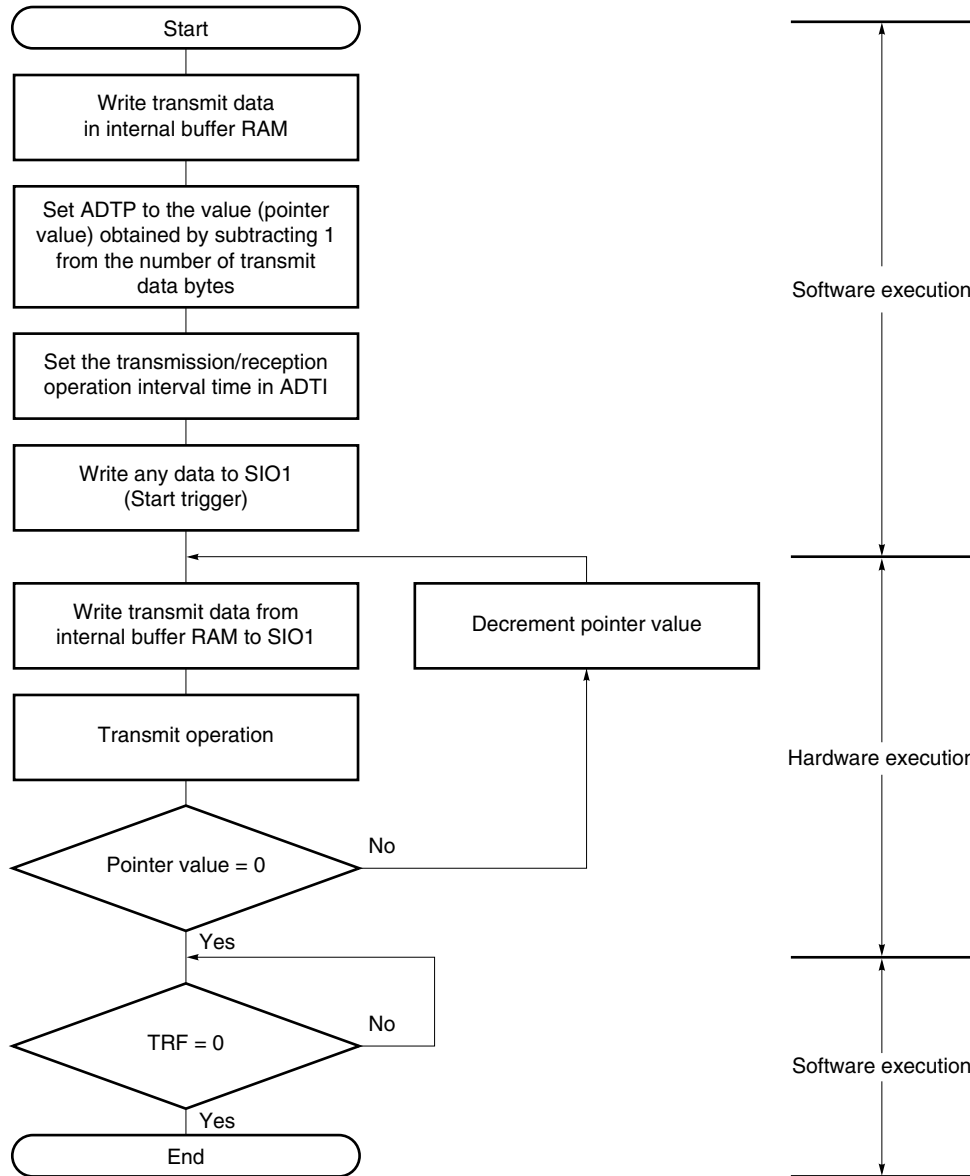 Start
Write transmit data
in internal buffer RAM
Set ADTP to the value (pointer
value) obtained by subtracting 1
from the number of transmit
data bytes
Software execution
Set the transmission/reception
operation interval time in ADTI
Write any data to SIO1
(Start trigger)
Write transmit data from
internal buffer RAM to SIO1
Decrement pointer value
Transmit operation
Hardware execution
Pointer value = 0
No
Yes
TRF = 0
No
Software execution
Yes
End